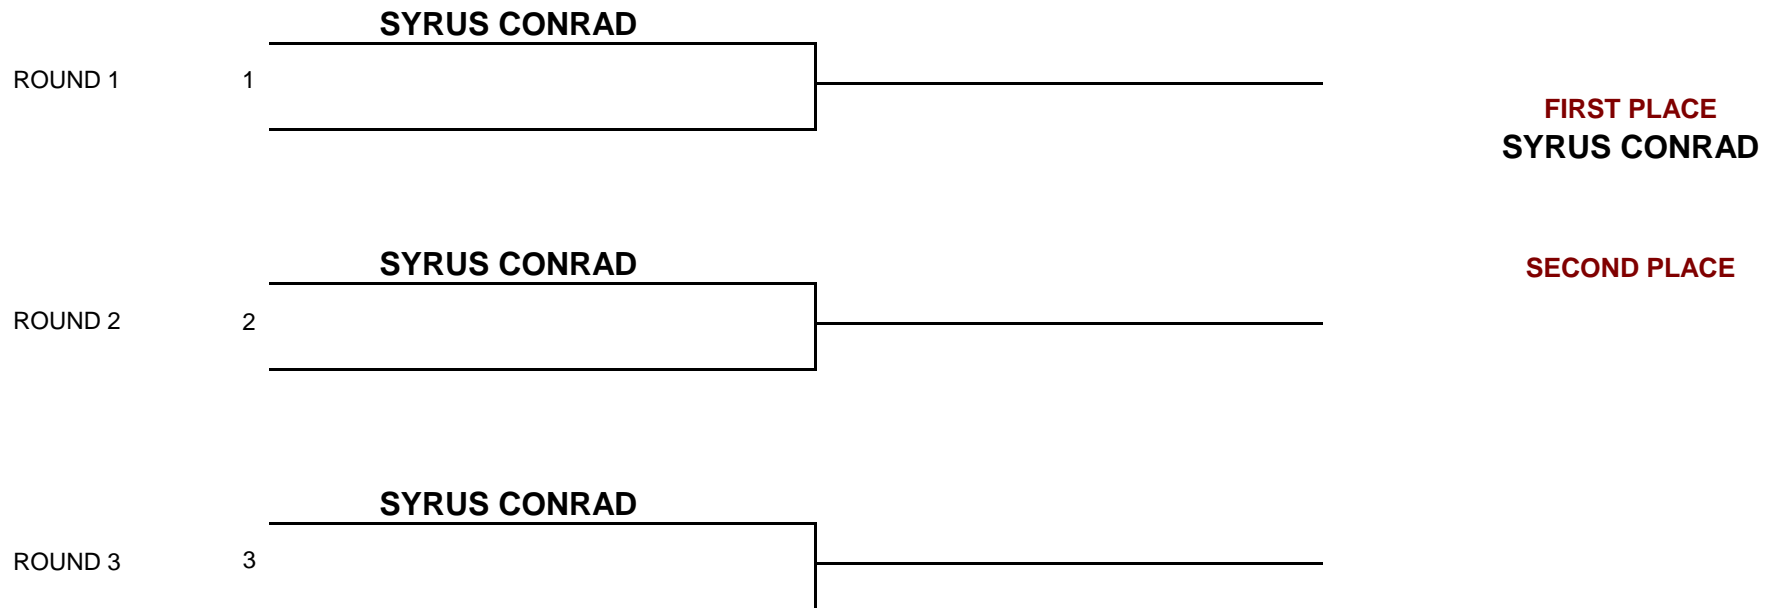 SYRUS CONRAD
ROUND 1 1
FIRST PLACE
SYRUS CONRAD
SYRUS CONRAD
SECOND PLACE
ROUND 2 2
SYRUS CONRAD
ROUND 3 3